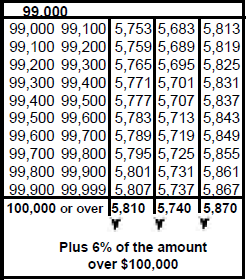 99,000
99,000 99,100 5,753 5,683 5,813
99,100 99,200 5,759 5,689 5,819
99,200 99,300 5,765 5,695 5,825
99,300 99,400 5,771 5,701 5,831
99,400 99,500 5,777 5,707 5,837
99,500 99,600 5,783 5,713 5,843
99,600 99,700 5,789 5,719 5,849
99,700 99,800 5,795 5,725 5,855
99,800 99,900 5,801 5,731 5,861
99,900 99,999 5,807 5,737 5,867
100,000 or over 5,810 5,740 5,870
Plus 6% of the amount
over $100,000